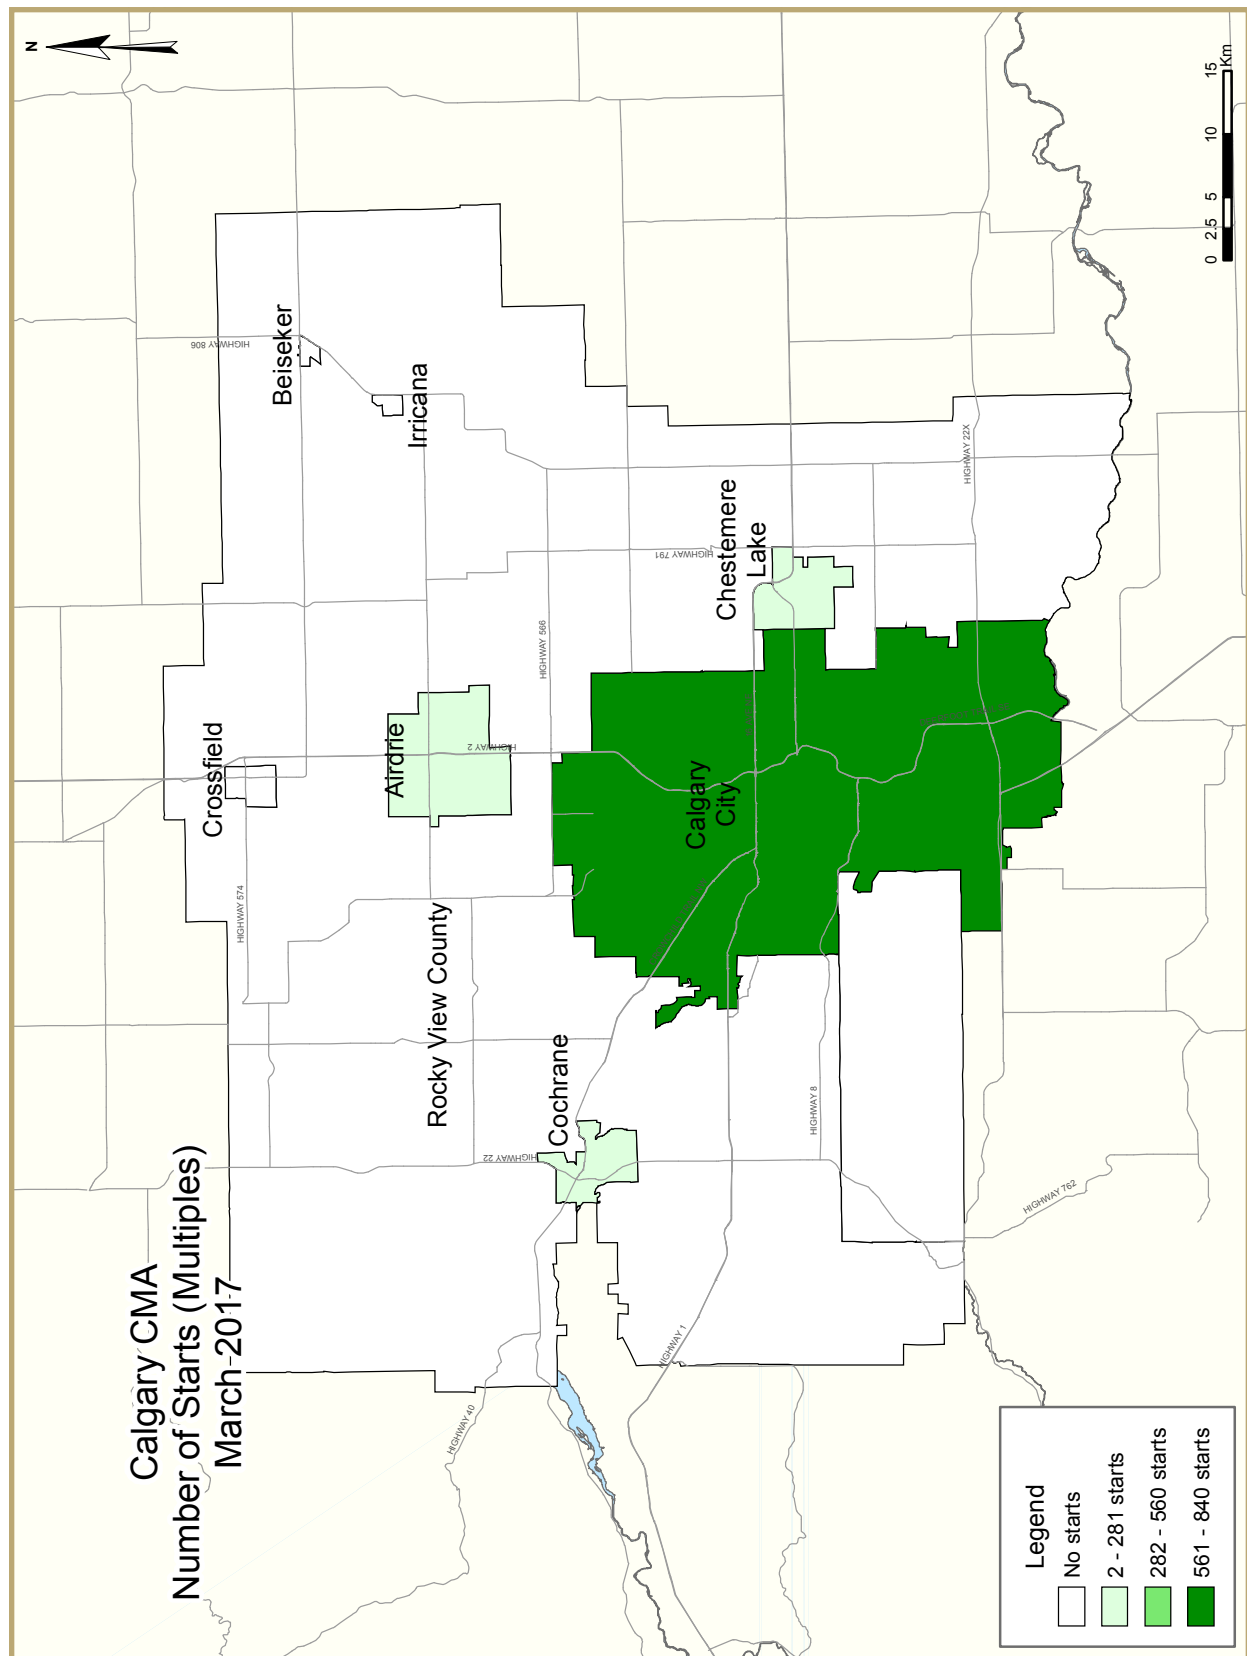 Calgary CMA
Number of Starts (Multiples)
March-2017
N
Crossfield
Beiseker
Irricana
Airdrie
Rocky View County
Cochrane
Chestemere
Lake
Calgary
City
HIGHWAY 574
HIGHWAY 806
HIGHWAY 566
HIGHWAY 2
HIGHWAY 22
HIGHWAY 791
HIGHWAY 40
HIGHWAY 1
HIGHWAY 8
HIGHWAY 22X
HIGHWAY 762
Legend
No starts
2 - 281 starts
282 - 560 starts
561 - 840 starts
0 2.5 5 10 15
Km